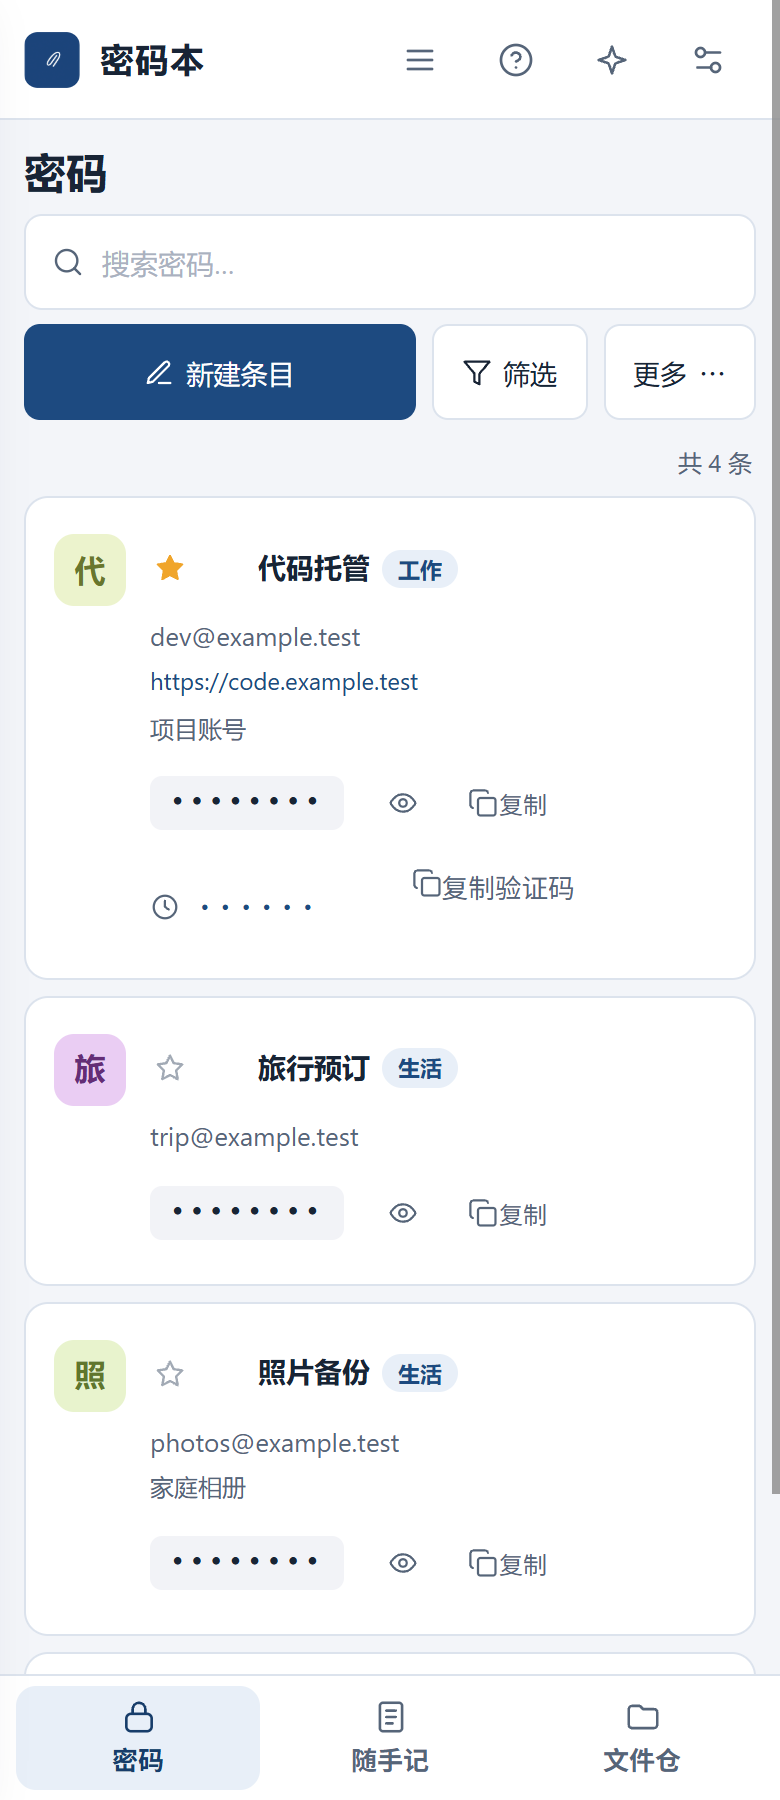 密码本
密码
搜索密码...
新建条目
筛选
更多 ···
共 4 条
代
代码托管 工作
dev@example.test
https://code.example.test
项目账号
••••••••
复制
复制验证码
••••••
旅
旅行预订 生活
trip@example.test
••••••••
复制
照
照片备份 生活
photos@example.test
家庭相册
••••••••
复制
密码
随手记
文件仓